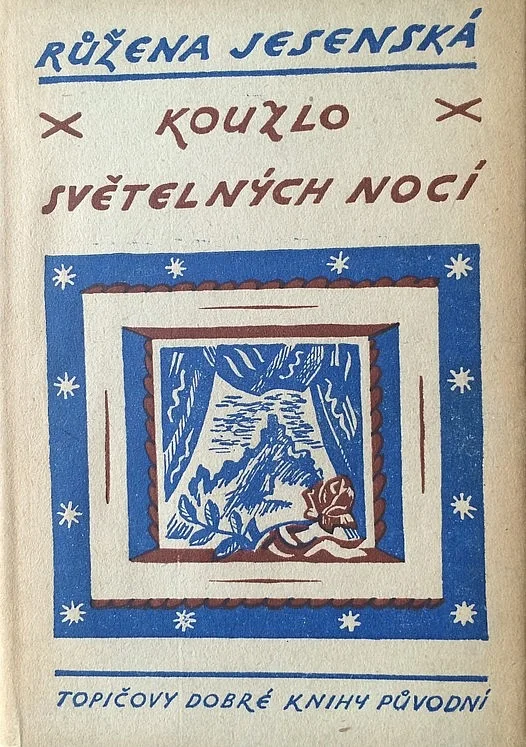 RŮŽENA JESENSKÁ
KOUZLO
SVĚTELNÝCH NOCÍ
TOPIČOVY DOBRÉ KNIHY PŮVODNÍ